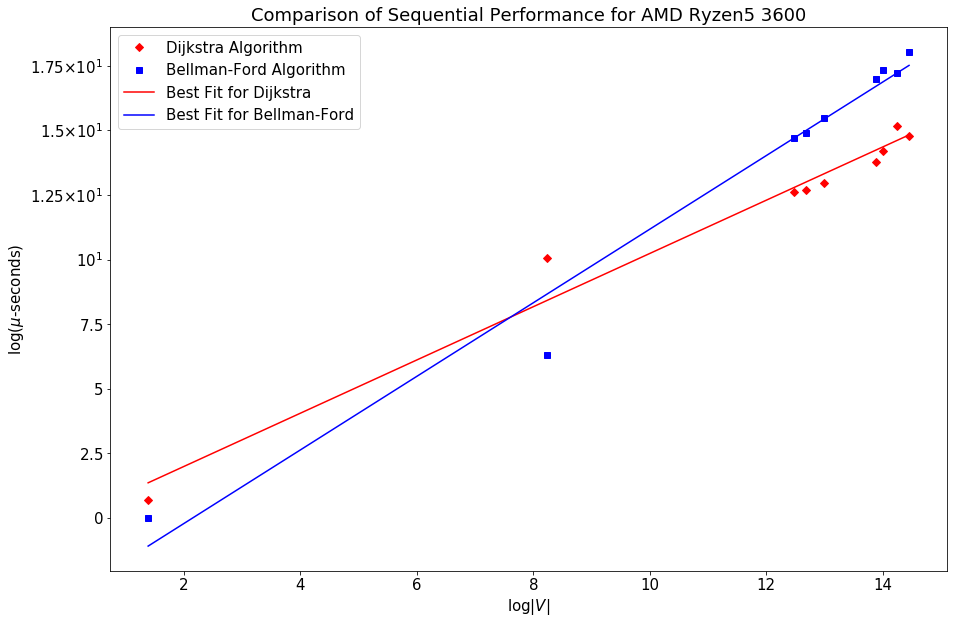 Comparison of Sequential Performance for AMD Ryzen5 3600
Dijkstra Algorithm
Bellman-Ford Algorithm
Best Fit for Dijkstra
Best Fit for Bellman-Ford
log(μ-seconds)
1.75×10¹
1.5×10¹
1.25×10¹
10¹
7.5
5
2.5
0
2 4 6 8 10 12 14
log|V|